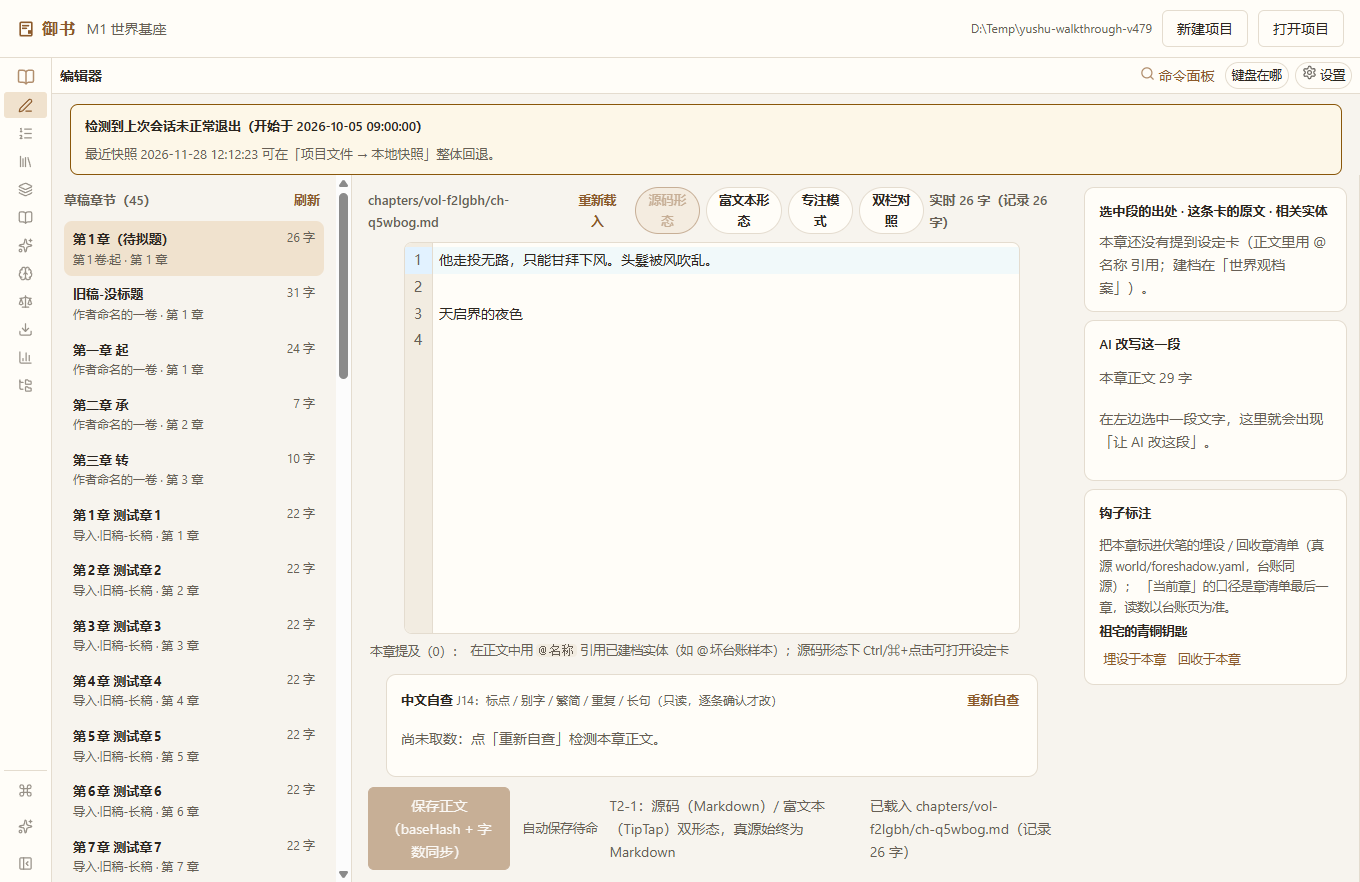 御书
M1 世界基座
D:\Temp\yushu-walkthrough-v479
新建项目
打开项目
编辑器
命令面板
键盘在哪
设置
检测到上次会话未正常退出（开始于 2026-10-05 09:00:00）
最近快照 2026-11-28 12:12:23 可在「项目文件 → 本地快照」整体回退。
草稿章节（45）
刷新
第 1 章（待拟题）
26 字
第 1 卷·起 · 第 1 章
旧稿-没标题
31 字
作者命名的一卷 · 第 1 章
第一章 起
24 字
作者命名的一卷 · 第 1 章
第二章 承
7 字
作者命名的一卷 · 第 2 章
第三章 转
10 字
作者命名的一卷 · 第 3 章
第 1 章 测试章 1
22 字
导入·旧稿-长稿 · 第 1 章
第 2 章 测试章 2
22 字
导入·旧稿-长稿 · 第 2 章
第 3 章 测试章 3
22 字
导入·旧稿-长稿 · 第 3 章
第 4 章 测试章 4
22 字
导入·旧稿-长稿 · 第 4 章
第 5 章 测试章 5
22 字
导入·旧稿-长稿 · 第 5 章
第 6 章 测试章 6
22 字
导入·旧稿-长稿 · 第 6 章
第 7 章 测试章 7
22 字
导入·旧稿-长稿 · 第 7 章
chapters/vol-f2lgbh/ch-
q5wbog.md
重新载
入
源码形
态
富文本形
态
专注模
式
双栏对
照
实时 26 字（记录 26
字）
1 他走投无路，只能甘拜下风。头髮被风吹乱。
2
3 天启界的夜色
4
本章提及（0）： 在正文中用 @名称 引用已建档实体（如 @坏台账样本）；源码形态下 Ctrl/⌘+点击可打开设定卡
中文自查 J14：标点 / 别字 / 繁简 / 重复 / 长句（只读，逐条确认才改）
重新自查
尚未取数：点「重新自查」检测本章正文。
保存正文
（baseHash + 字
数同步）
自动保存待命
T2-1：源码（Markdown）/ 富文本
（TipTap）双形态，真源始终为
Markdown
已载入 chapters/vol-
f2lgbh/ch-q5wbog.md（记录
26 字）
选中段的出处 · 这条卡的原文 · 相关实体
本章还没有提到设定卡（正文里用 @
名称 引用；建档在「世界观档
案」）。
AI 改写这一段
本章正文 29 字
在左边选中一段文字，这里就会出现
「让 AI 改这段」。
钩子标注
把本章标进伏笔的埋设 / 回收章清单（真
源 world/foreshadow.yaml，台账同
源）；「当前章」的口径是章清单最后一
章，读数以台账页为准。
祖宅的青铜钥匙
埋设于本章
回收于本章